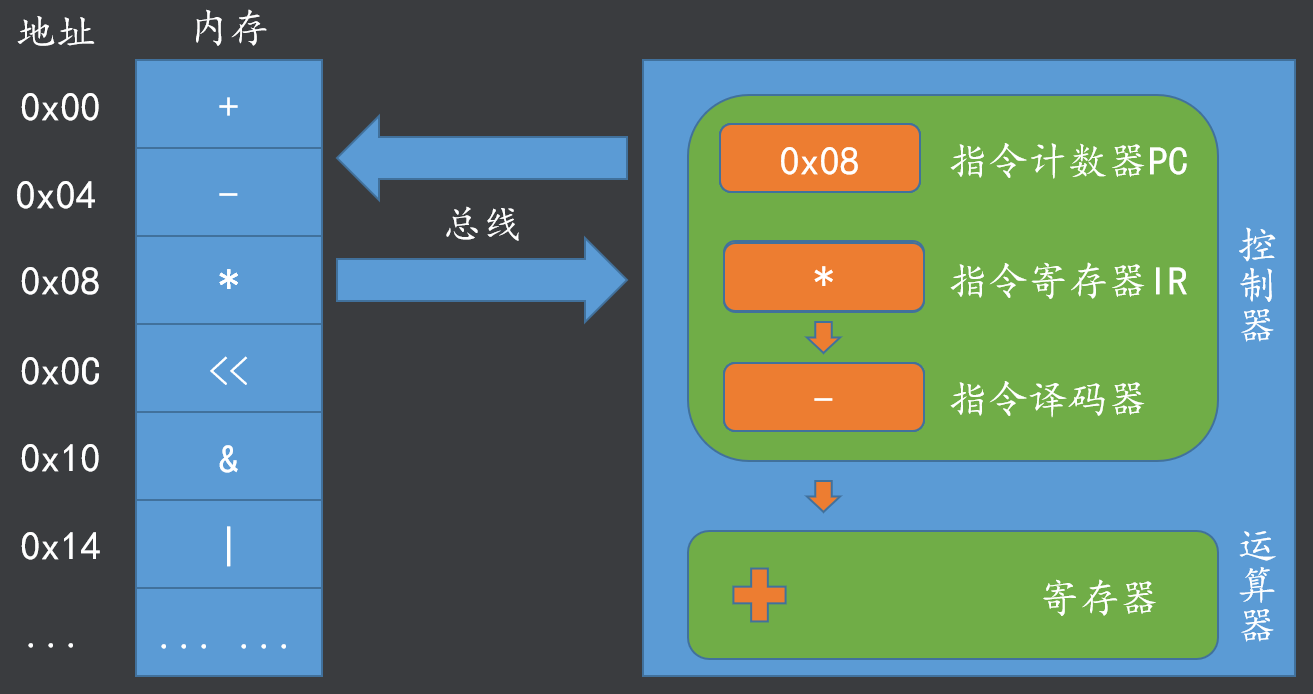 地址 内存
0x00 +
0x04 -
0x08 *
0x0C <<
0x10 &
0x14 |
... ... ...
总线
0x08 指令计数器PC
* 指令寄存器IR
- 指令译码器
控制器
寄存器
运算器